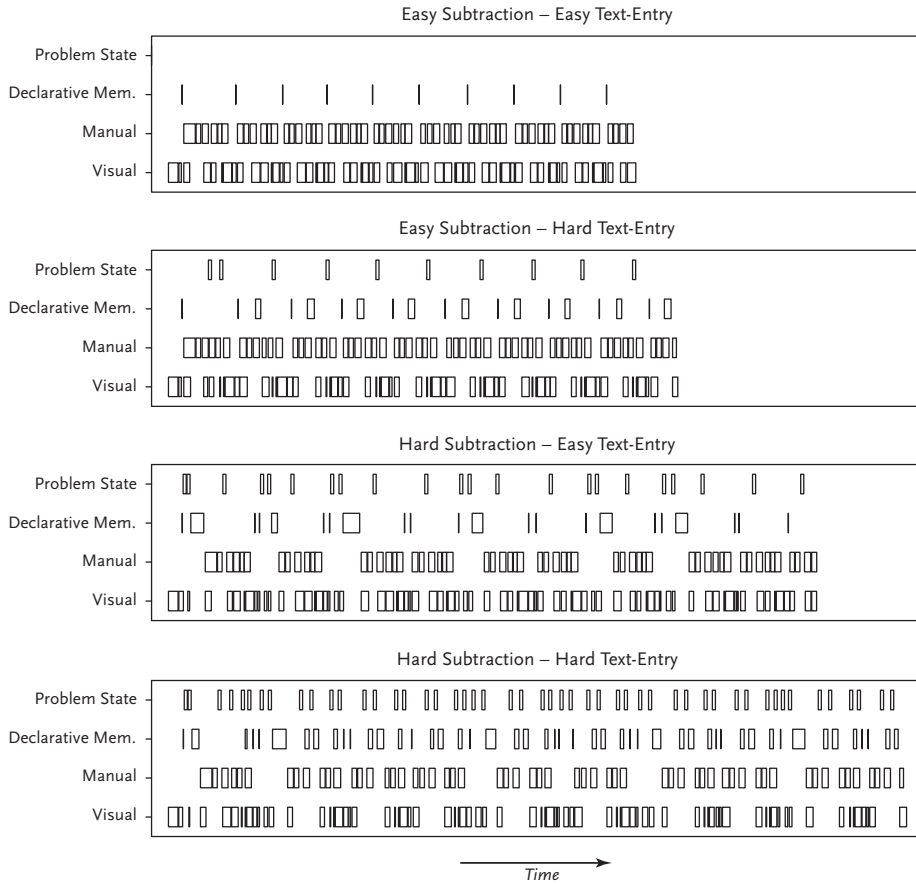 Easy Subtraction – Easy Text-Entry
Problem State
Declarative Mem.
Manual
Visual
Easy Subtraction – Hard Text-Entry
Problem State
Declarative Mem.
Manual
Visual
Hard Subtraction – Easy Text-Entry
Problem State
Declarative Mem.
Manual
Visual
Hard Subtraction – Hard Text-Entry
Problem State
Declarative Mem.
Manual
Visual
Time